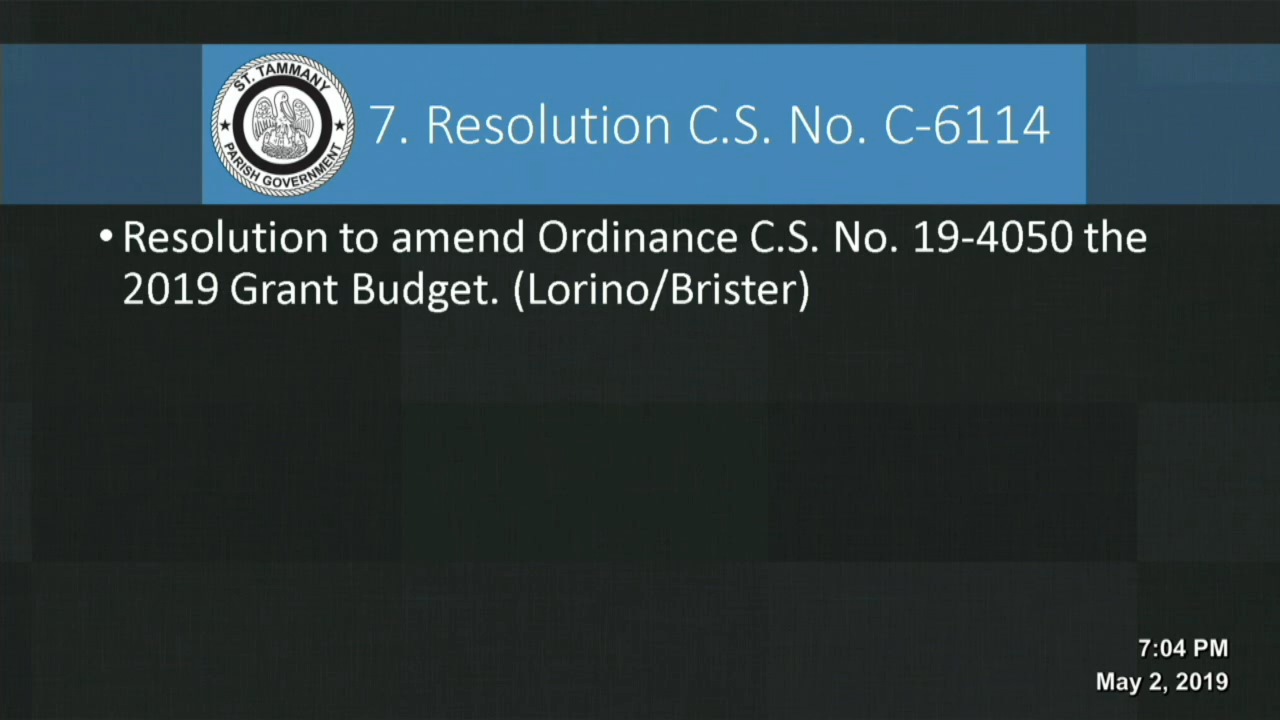 ST. TAMMANY
PARISH GOVERNMENT
7. Resolution C.S. No. C-6114
• Resolution to amend Ordinance C.S. No. 19-4050 the
2019 Grant Budget. (Lorino/Brister)
7:04 PM
May 2, 2019